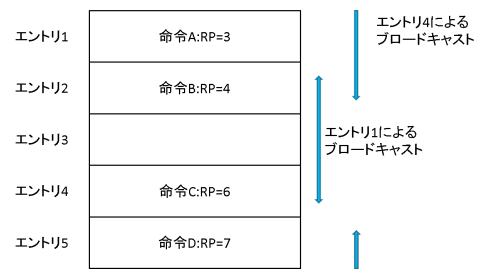 エントリ1
命令A:RP=3
エントリ4による
ブロードキャスト
エントリ2
命令B:RP=4
エントリ3
エントリ1による
ブロードキャスト
エントリ4
命令C:RP=6
エントリ5
命令D:RP=7